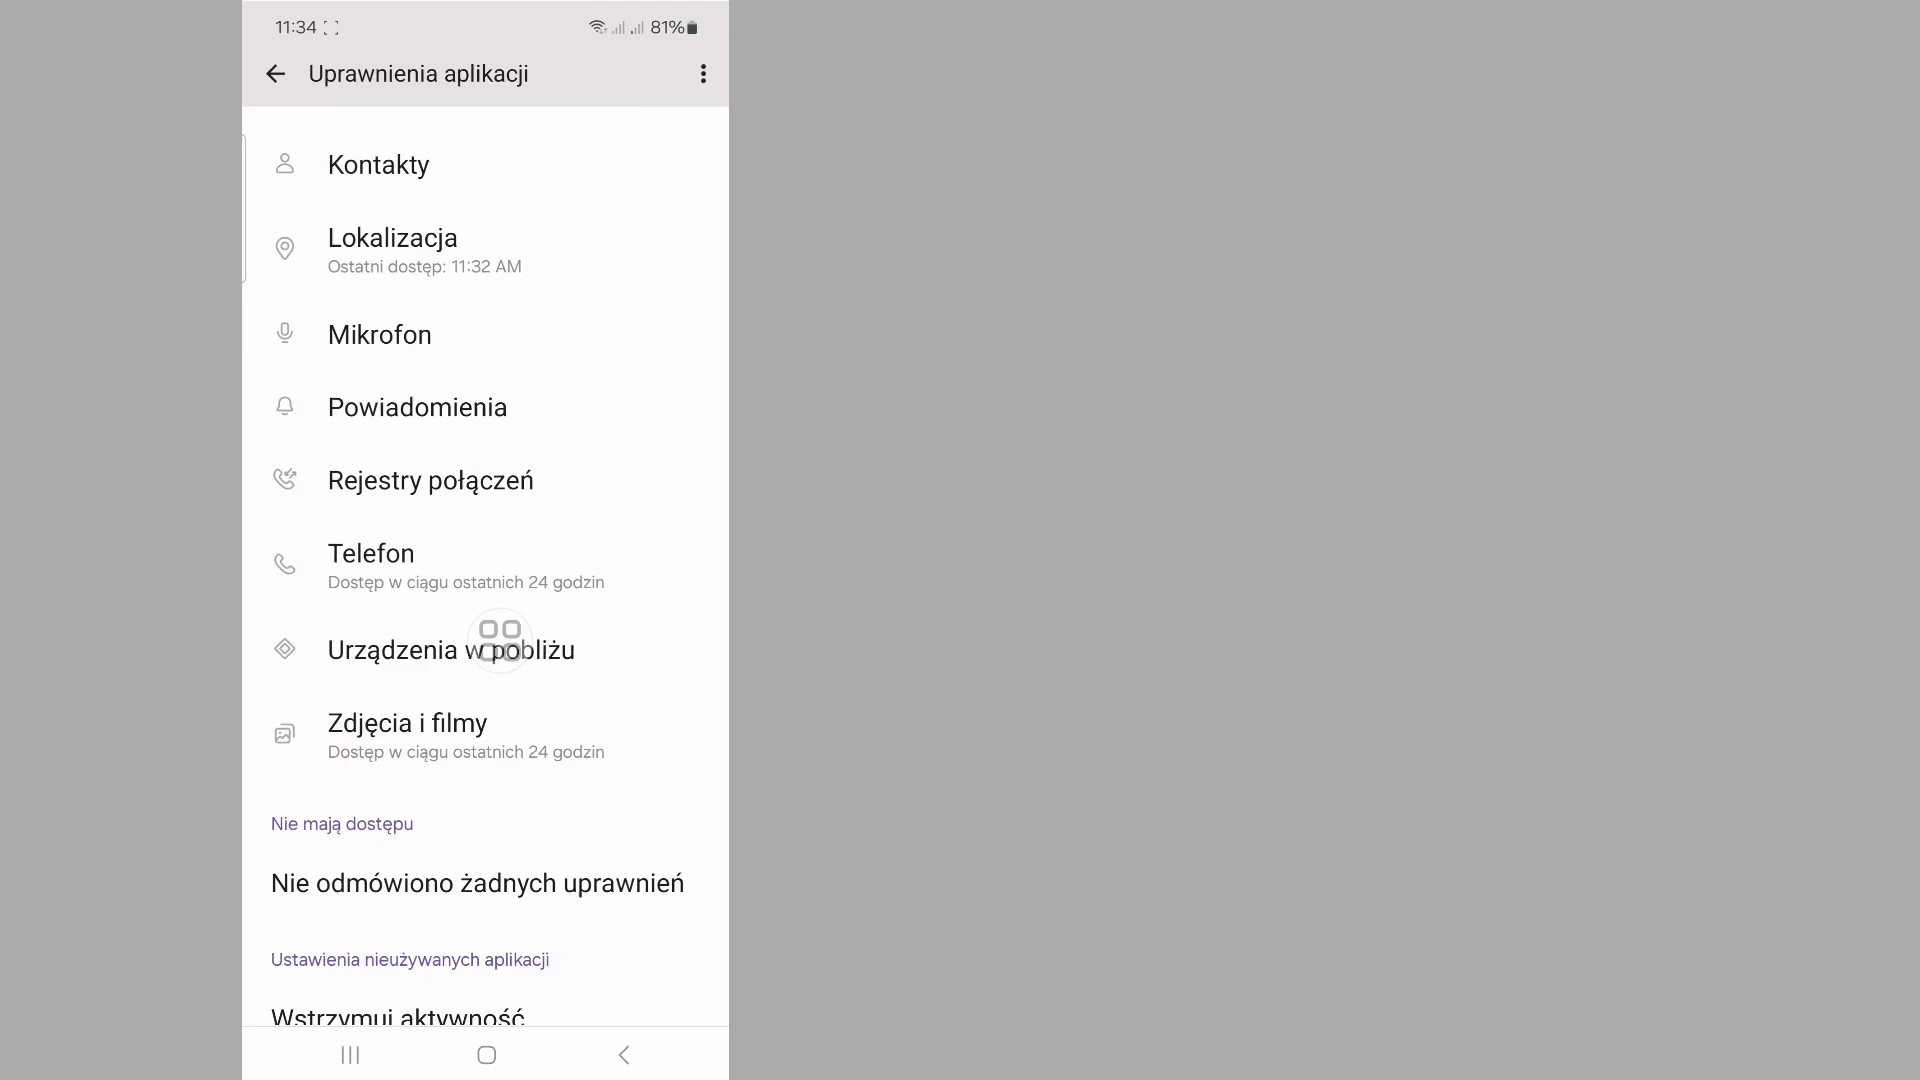 11:34 81%
Uprawnienia aplikacji
Kontakty
Lokalizacja
Ostatni dostęp: 11:32 AM
Mikrofon
Powiadomienia
Rejestry połączeń
Telefon
Dostęp w ciągu ostatnich 24 godzin
Urządzenia w pobliżu
Zdjęcia i filmy
Dostęp w ciągu ostatnich 24 godzin
Nie mają dostępu
Nie odmówiono żadnych uprawnień
Ustawienia nieużywanych aplikacji
Wstrzymuj aktywność